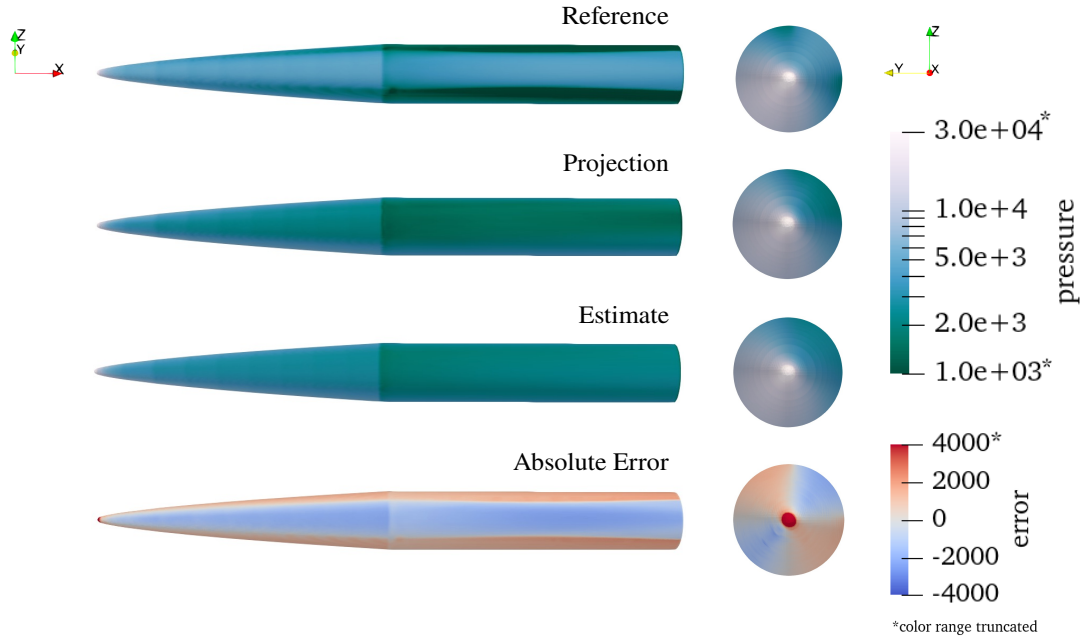 Reference
Z
Y
X
Z
Y
X
Projection
3.0e+04*
1.0e+4
5.0e+3
2.0e+3
1.0e+03*
pressure
Estimate
Absolute Error
4000*
2000
0
-2000
-4000
error
*color range truncated